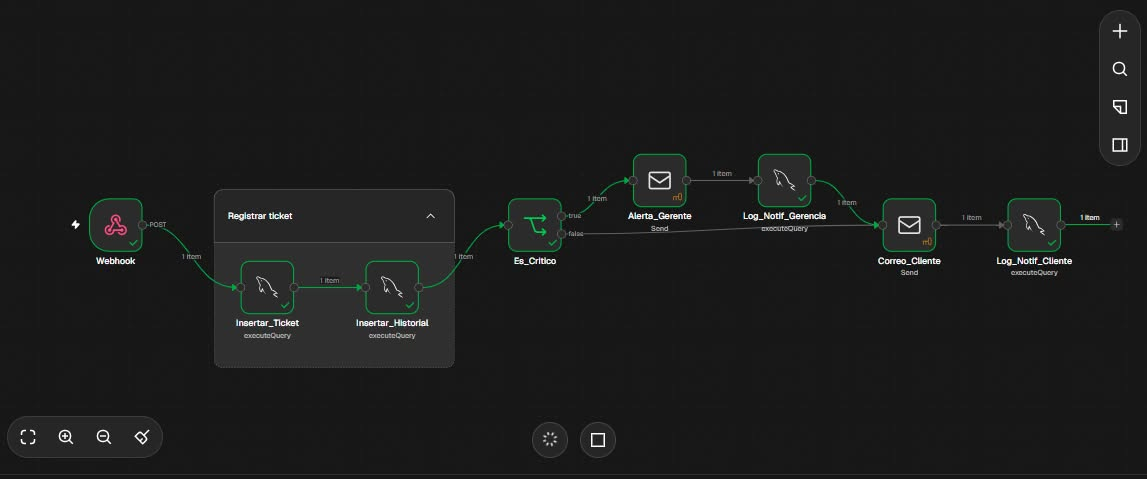 POST
Webhook
1 item
Registrar ticket
Insertar_Ticket
executeQuery
1 item
Insertar_Historial
executeQuery
1 item
Es_Critico
true
false
1 item
Alerta_Gerente
Send
1 item
Log_Notif_Gerencia
executeQuery
1 item
Correo_Cliente
Send
1 item
Log_Notif_Cliente
executeQuery
1 item